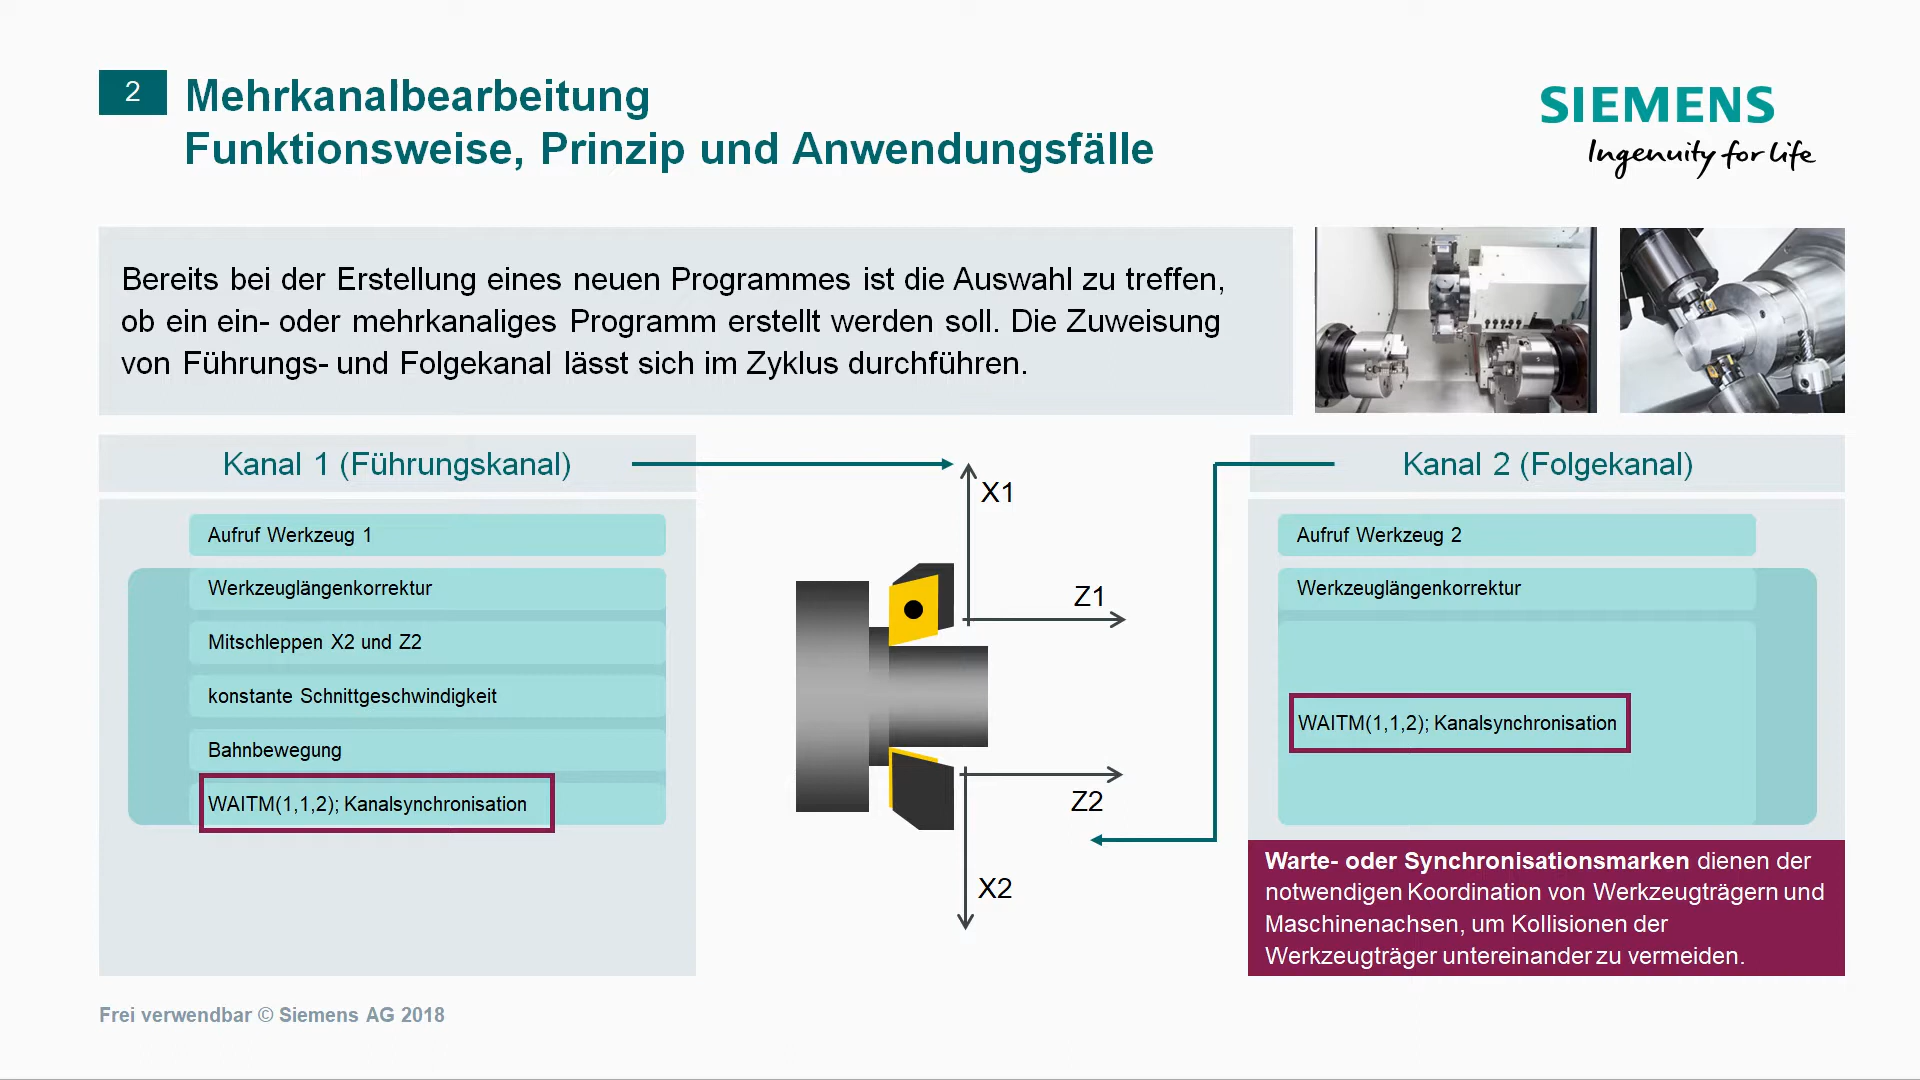 2
Mehrkanalbearbeitung
Funktionsweise, Prinzip und Anwendungsfälle
SIEMENS
Ingenuity for life
Bereits bei der Erstellung eines neuen Programmes ist die Auswahl zu treffen,
ob ein ein- oder mehrkanaliges Programm erstellt werden soll. Die Zuweisung
von Führungs- und Folgekanal lässt sich im Zyklus durchführen.
Kanal 1 (Führungskanal)
Aufruf Werkzeug 1
Werkzeuglängenkorrektur
Mitschleppen X2 und Z2
konstante Schnittgeschwindigkeit
Bahnbewegung
WAITM(1,1,2); Kanalsynchronisation
X1
Z1
Z2
X2
Kanal 2 (Folgekanal)
Aufruf Werkzeug 2
Werkzeuglängenkorrektur
WAITM(1,1,2); Kanalsynchronisation
Warte- oder Synchronisationsmarken dienen der
notwendigen Koordination von Werkzeugträgern und
Maschinenachsen, um Kollisionen der
Werkzeugträger untereinander zu vermeiden.
Frei verwendbar © Siemens AG 2018